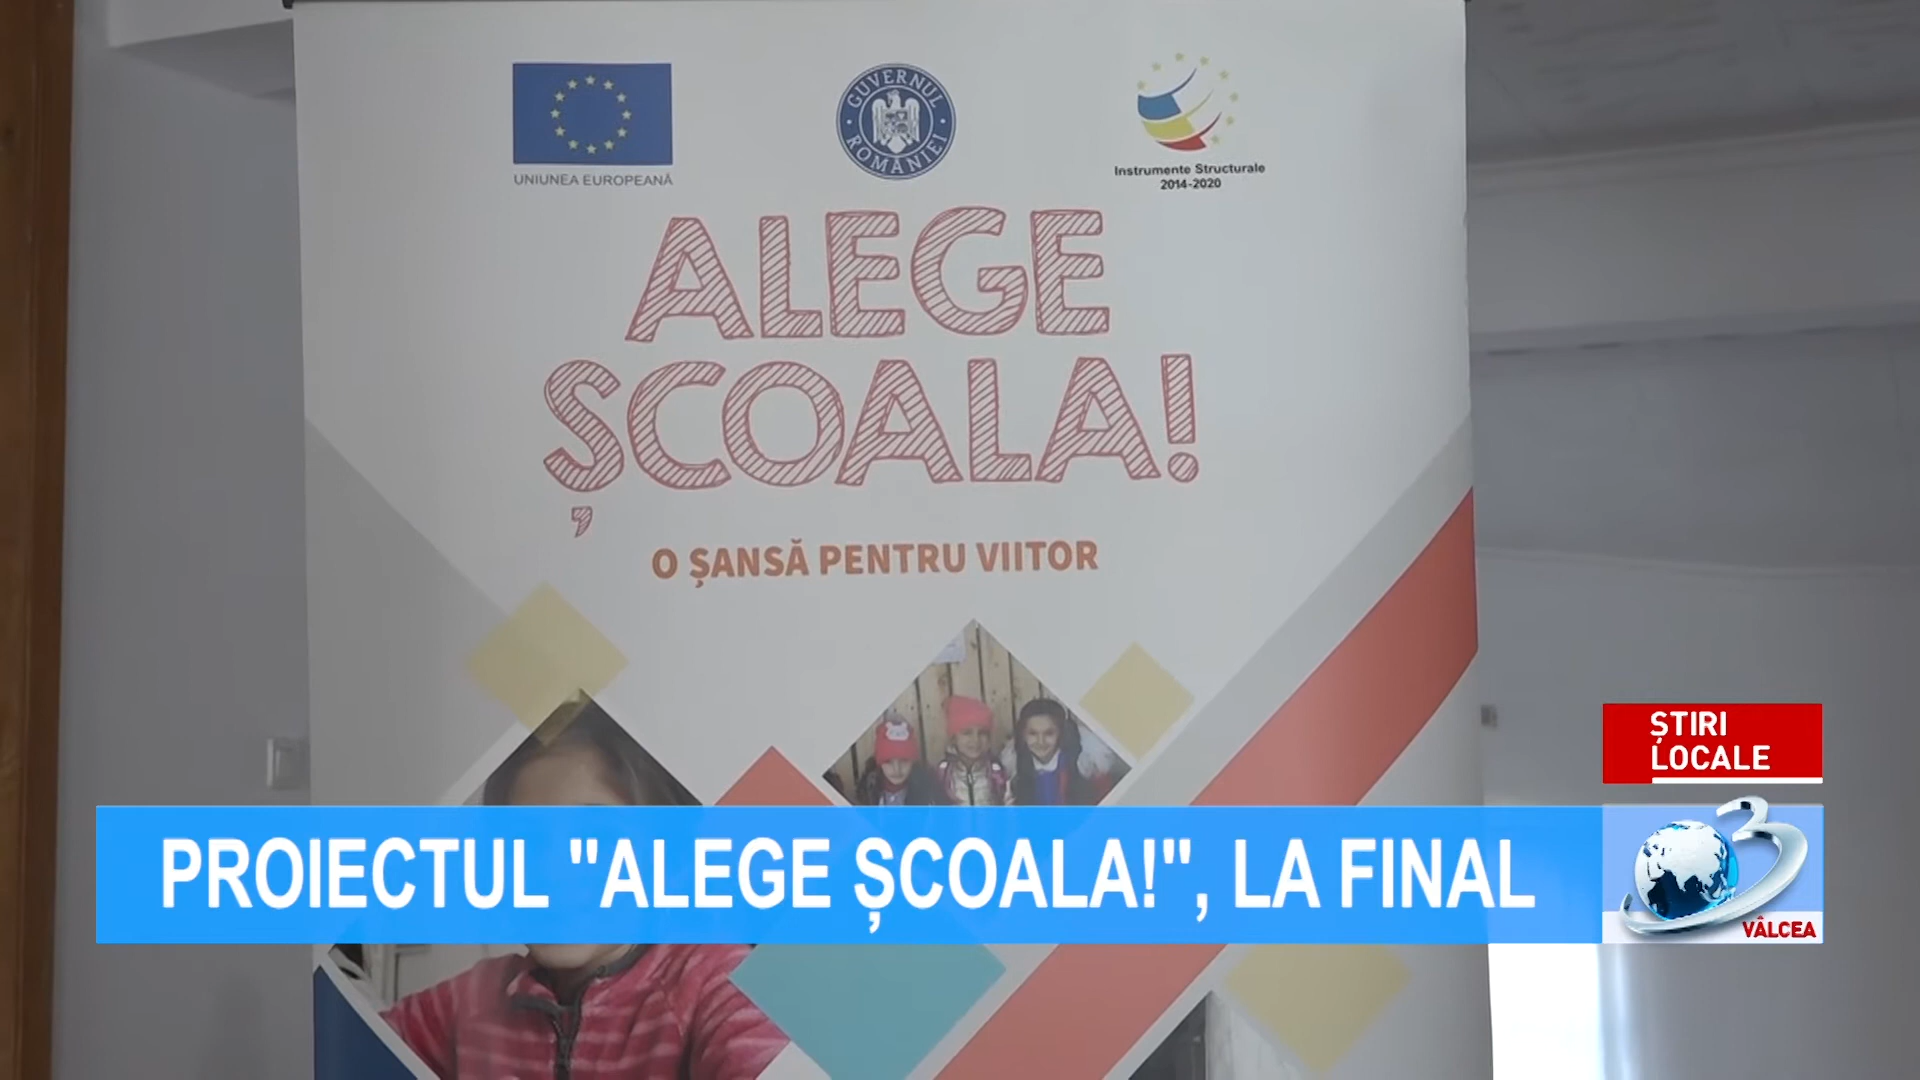 UNIUNEA EUROPEANĂ
GUVERNUL ROMÂNIEI
Instrumente Structurale
2014-2020
ALEGE
ȘCOALA!
O ȘANSĂ PENTRU VIITOR
ȘTIRI
LOCALE
PROIECTUL "ALEGE ȘCOALA!", LA FINAL
3
VÂLCEA